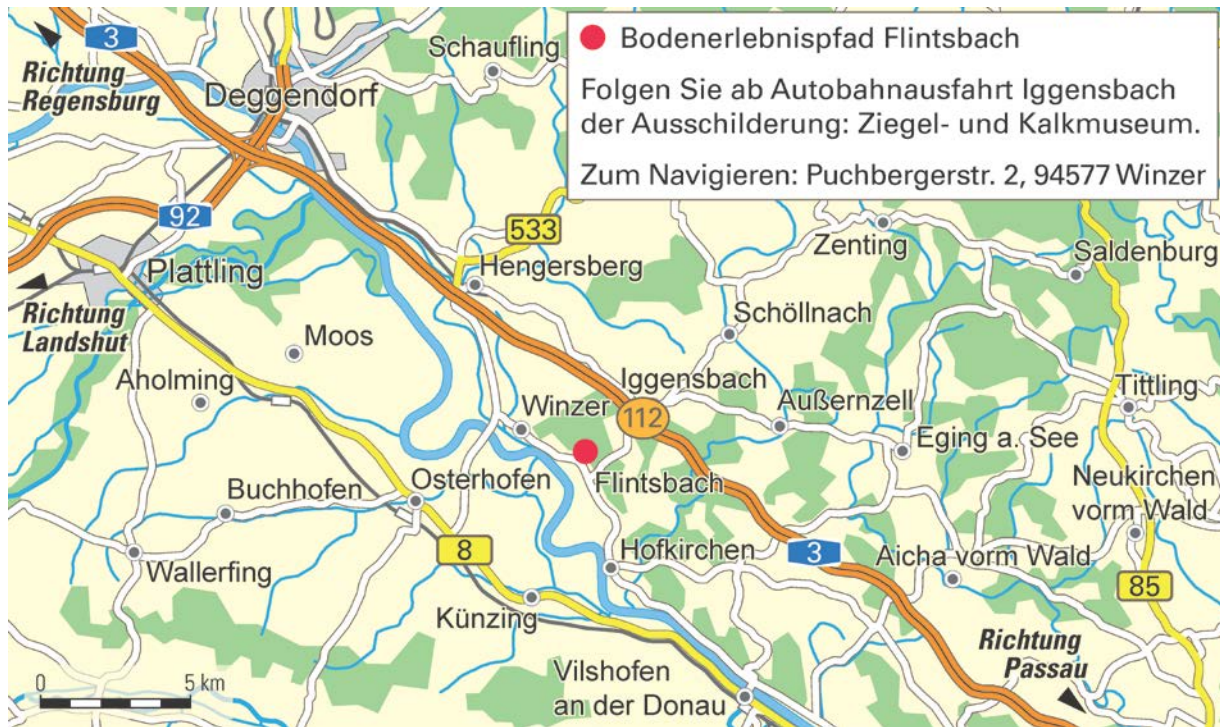 3
Richtung
Regensburg
Deggendorf
Schaufling
Bodenerlebnispfad Flintsbach
Folgen Sie ab Autobahnausfahrt Iggensbach
der Ausschilderung: Ziegel- und Kalkmuseum.
Zum Navigieren: Puchbergerstr. 2, 94577 Winzer
92
533
Zenting
Saldenburg
Hengersberg
Plattling
Richtung
Landshut
Moos
Schöllnach
Aholming
Iggensbach
Tittling
Winzer
112
Außernzell
Eging a. See
Flintsbach
Neukirchen
vorm Wald
Buchhofen
Osterhofen
Wallerfing
8
Hofkirchen
3
Aicha vorm Wald
85
Künzing
Richtung
Passau
Vilshofen
an der Donau
0 5 km